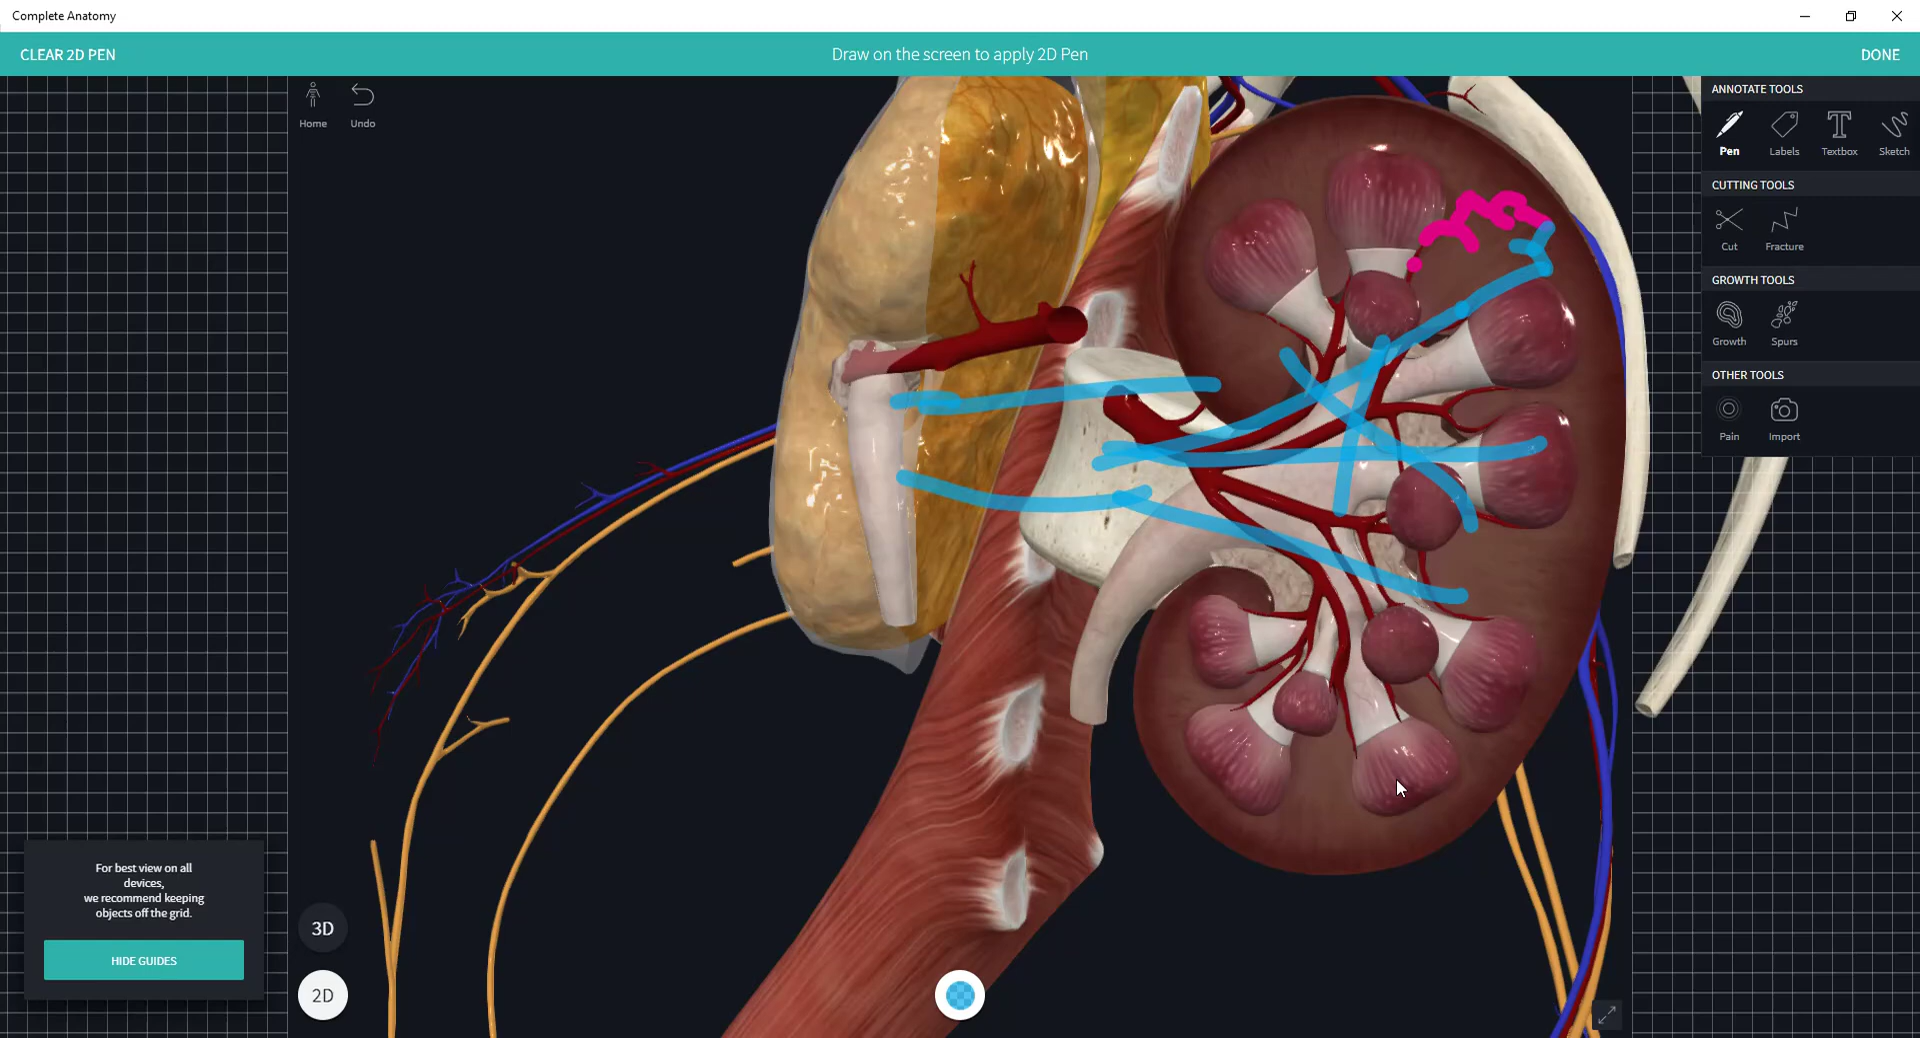 Complete Anatomy
CLEAR 2D PEN
Draw on the screen to apply 2D Pen
DONE
Home
Undo
ANNOTATE TOOLS
Pen
Labels
Textbox
Sketch
CUTTING TOOLS
Cut
Fracture
GROWTH TOOLS
Growth
Spurs
OTHER TOOLS
Pain
Import
For best view on all
devices,
we recommend keeping
objects off the grid.
HIDE GUIDES
3D
2D